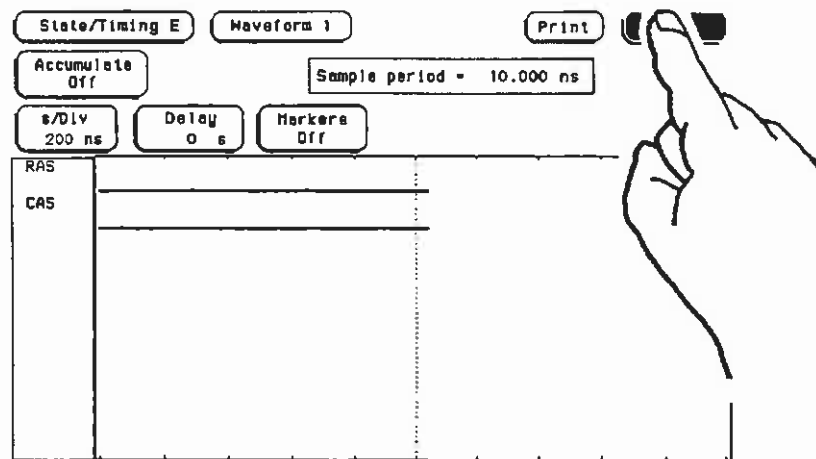 State/Timing E Waveform 1 Print
Accumulate
Off
Sample period = 10.000 ns
s/Div
200 ns
Delay
0 s
Markers
Off
RAS
CAS